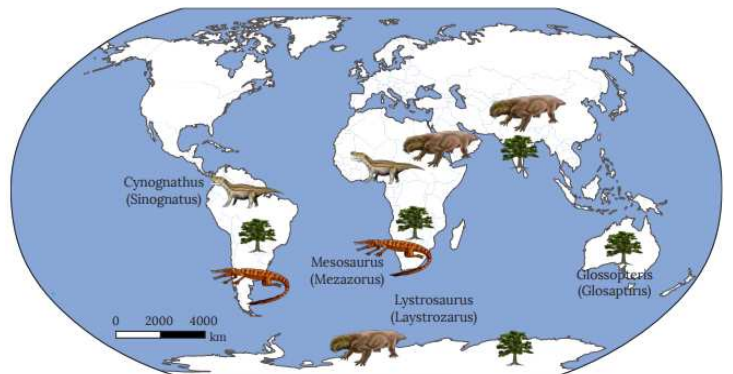 Cynognathus
(Sinognatus)
Mesosaurus
(Mezazorus)
Glossopteris
(Glosaptiris)
Lystrosaurus
(Laystrozarus)
0 2000 4000
km